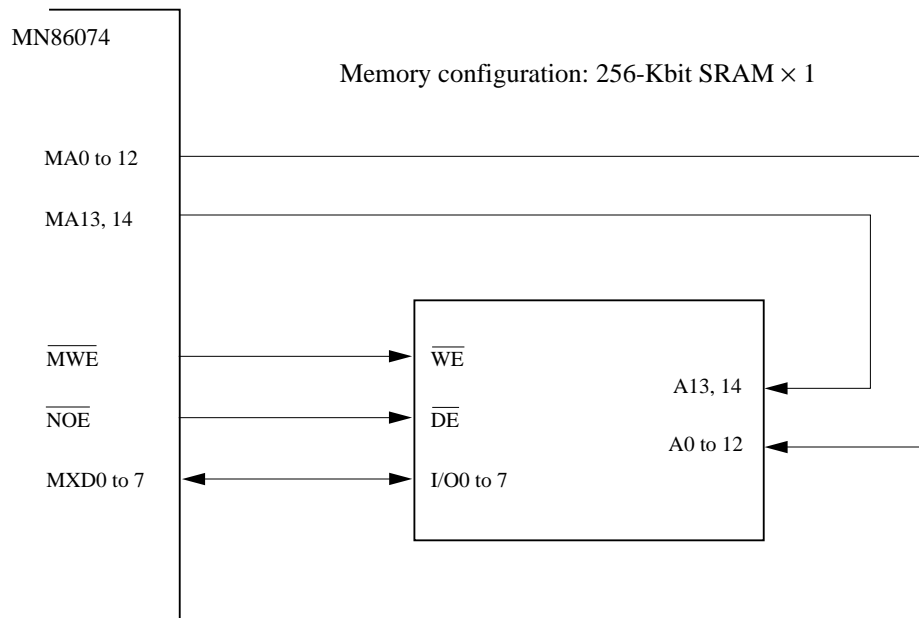 MN86074
Memory configuration: 256-Kbit SRAM × 1
MA0 to 12
MA13, 14
MWE
WE
A13, 14
NOE
DE
A0 to 12
MXD0 to 7
I/O0 to 7